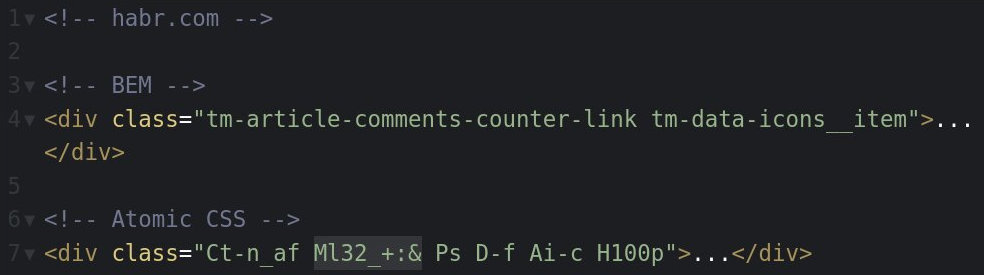 1 <!-- habr.com -->
2
3 <!-- BEM -->
4 <div class="tm-article-comments-counter-link tm-data-icons__item">...
</div>
5
6 <!-- Atomic CSS -->
7 <div class="Ct-n_af Ml32_+:& Ps D-f Ai-c H100p">...</div>